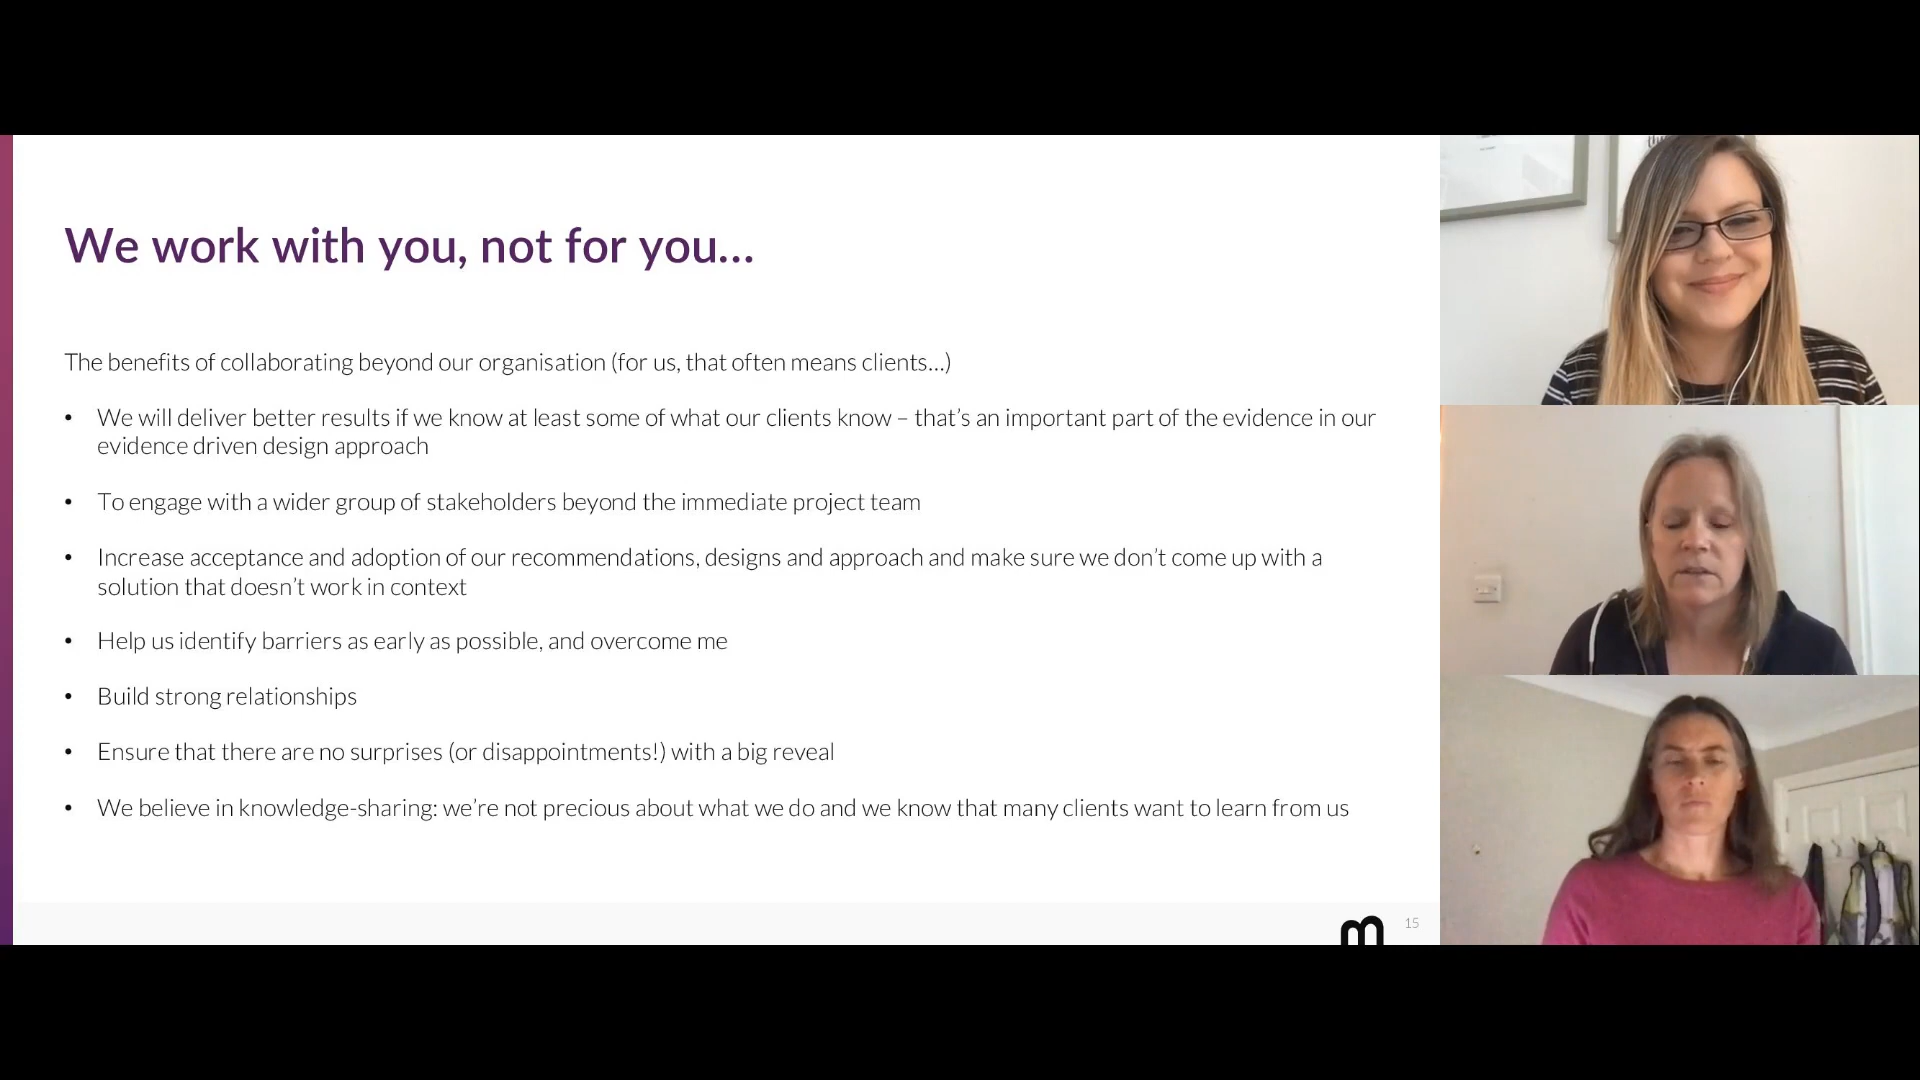 We work with you, not for you...
The benefits of collaborating beyond our organisation (for us, that often means clients...)
• We will deliver better results if we know at least some of what our clients know – that’s an important part of the evidence in our
evidence driven design approach
• To engage with a wider group of stakeholders beyond the immediate project team
• Increase acceptance and adoption of our recommendations, designs and approach and make sure we don’t come up with a
solution that doesn’t work in context
• Help us identify barriers as early as possible, and overcome me
• Build strong relationships
• Ensure that there are no surprises (or disappointments!) with a big reveal
• We believe in knowledge-sharing: we’re not precious about what we do and we know that many clients want to learn from us
m
15